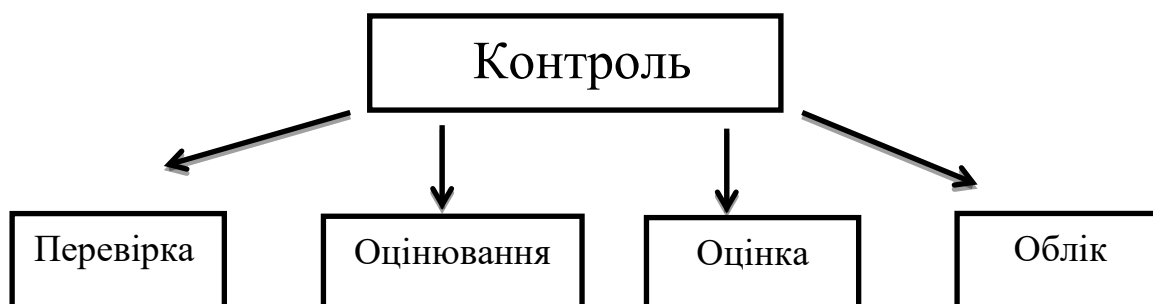 Контроль
Перевірка
Оцінювання
Оцінка
Облік